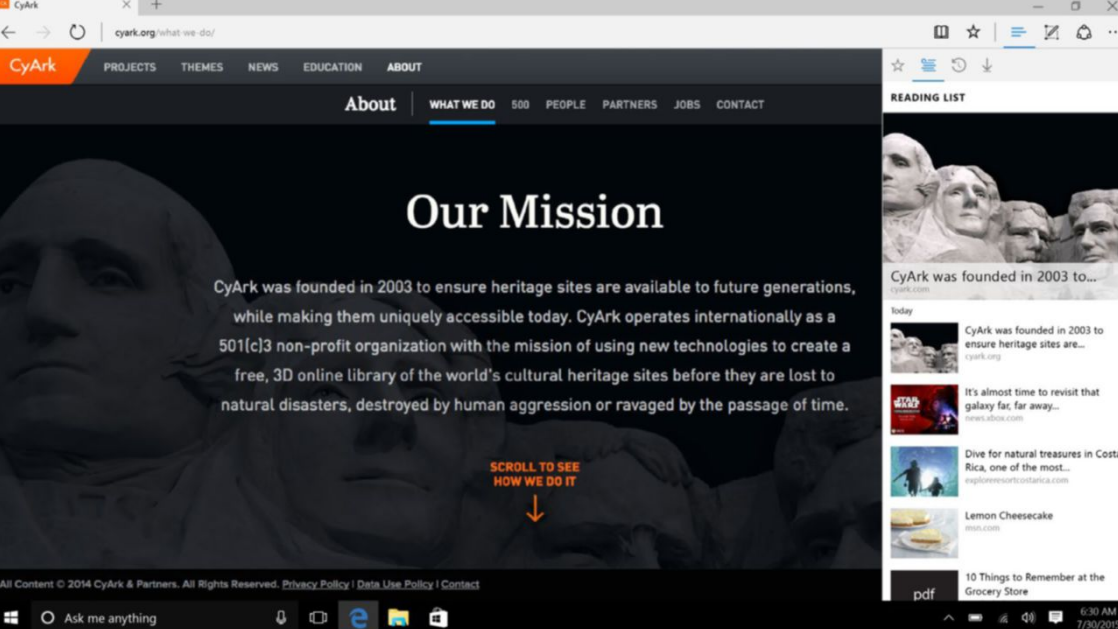 CyArk
cyark.org/what-we-do/
CyArk
PROJECTS THEMES NEWS EDUCATION ABOUT
About WHAT WE DO 500 PEOPLE PARTNERS JOBS CONTACT
Our Mission
CyArk was founded in 2003 to ensure heritage sites are available to future generations,
while making them uniquely accessible today. CyArk operates internationally as a
501(c)3 non-profit organization with the mission of using new technologies to create a
free, 3D online library of the world's cultural heritage sites before they are lost to
natural disasters, destroyed by human aggression or ravaged by the passage of time.
SCROLL TO SEE
HOW WE DO IT
All Content © 2014 CyArk & Partners. All Rights Reserved. Privacy Policy | Data Use Policy | Contact
READING LIST
CyArk was founded in 2003 to...
cyark.com
Today
CyArk was founded in 2003 to
ensure heritage sites are...
cyark.org
STAR
WARS
It's almost time to revisit that
galaxy far, far away...
news.xbox.com
Dive for natural treasures in Costa
Rica, one of the most...
exploreresortcostarica.com
Lemon Cheesecake
msn.com
pdf
10 Things to Remember at the
Grocery Store
Ask me anything
6:30 AM